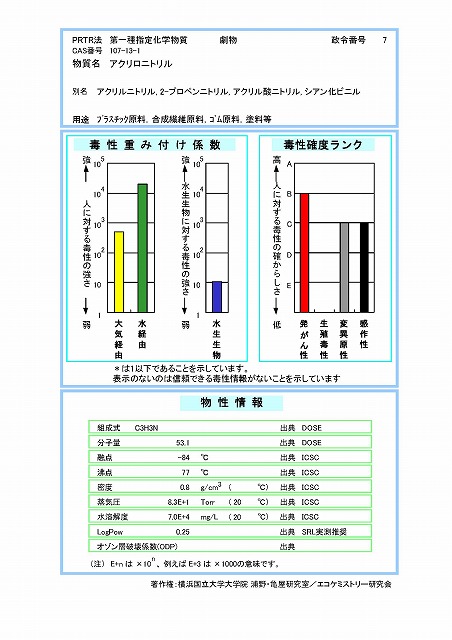 PRTR法 第一種指定化学物質 劇物 政令番号 7
CAS番号 107-13-1
物質名 アクリロニトリル
別名 アクリルニトリル, 2-プロペンニトリル, アクリル酸ニトリル, シアン化ビニル
用途 プラスチック原料, 合成繊維原料, ゴム原料, 塗料等
毒性重み付け係数
強
人に対する毒性の強さ
弱
10^5
10^4
10^3
10^2
10
1
大気経由
水経由
強
水生生物に対する毒性の強さ
弱
10^5
10^4
10^3
10^2
10
1
水生生物
毒性確度ランク
高
人に対する毒性の確からしさ
低
A
B
C
D
E
発がん性
生殖毒性
変異原性
感作性
*は1以下であることを示しています。
表示のないのは信頼できる毒性情報がないことを示しています
物性情報
組成式 C3H3N 出典 DOSE
分子量 53.1 出典 DOSE
融点 -84 ℃ 出典 ICSC
沸点 77 ℃ 出典 ICSC
密度 0.8 g/cm3 ( ℃) 出典 ICSC
蒸気圧 8.3E+1 Torr (20 ℃) 出典 ICSC
水溶解度 7.0E+4 mg/L (20 ℃) 出典 ICSC
LogPow 0.25 出典 SRL実測推奨
オゾン層破壊係数(ODP) 出典
(注) E+n は ×10^n、例えば E+3 は ×1000の意味です。
著作権:横浜国立大学大学院 浦野・亀屋研究室/エコケミストリー研究会